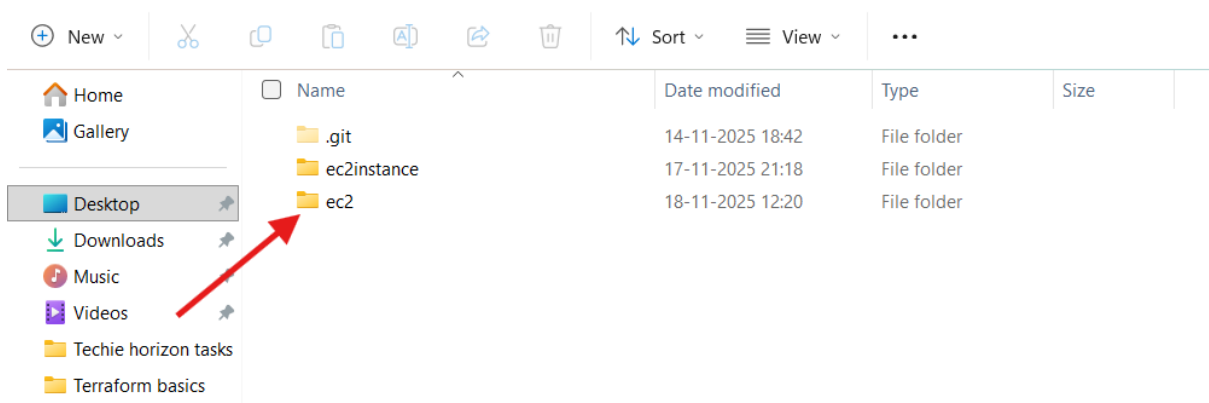 New Sort View
Home
Gallery
Desktop
Downloads
Music
Videos
Techie horizon tasks
Terraform basics
Name Date modified Type Size
.git 14-11-2025 18:42 File folder
ec2instance 17-11-2025 21:18 File folder
ec2 18-11-2025 12:20 File folder